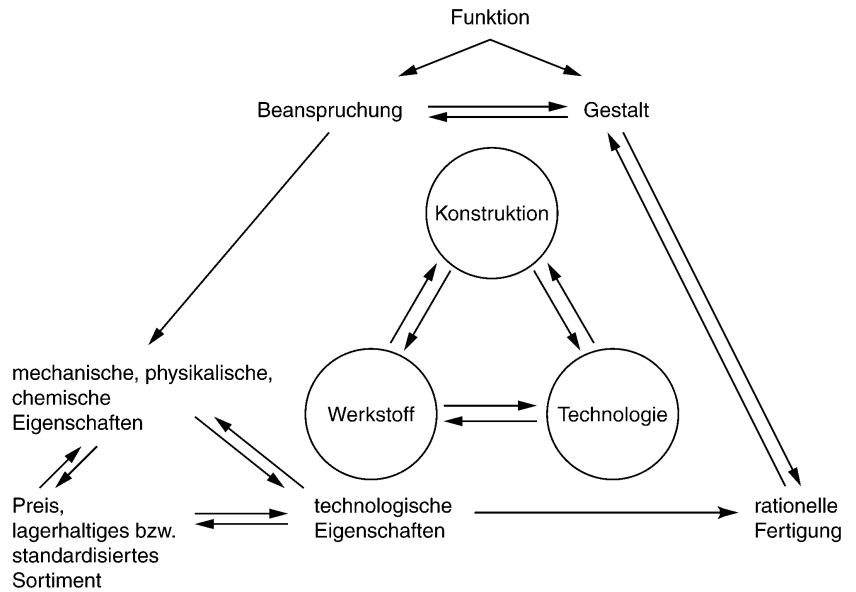 Funktion
Beanspruchung
Gestalt
Konstruktion
mechanische, physikalische,
chemische
Eigenschaften
Werkstoff
Technologie
Preis,
lagerhaltiges bzw.
standardisiertes
Sortiment
technologische
Eigenschaften
rationelle
Fertigung